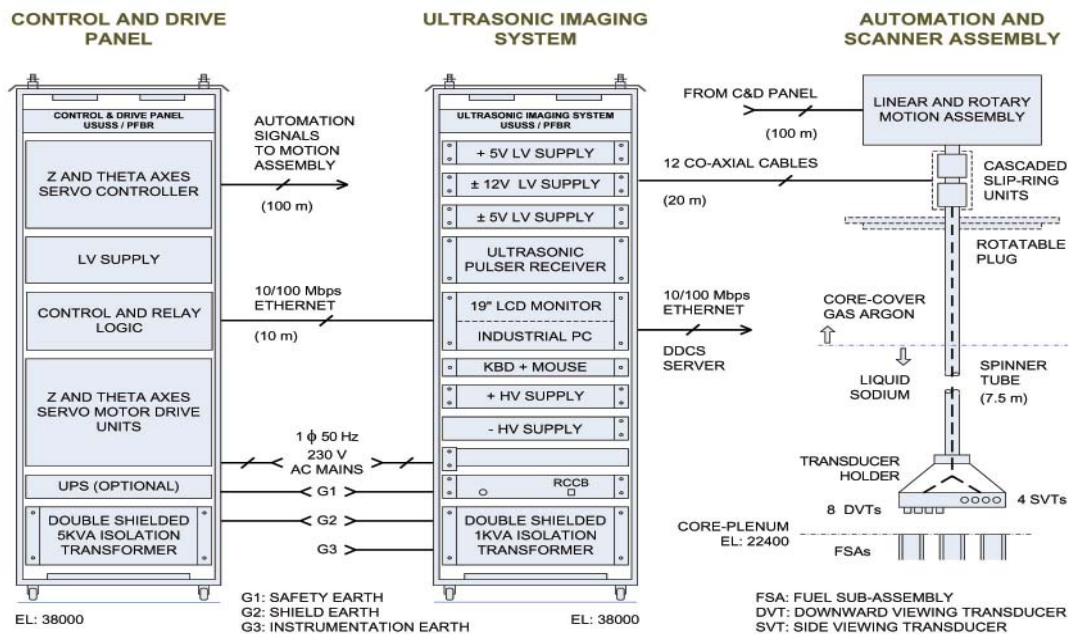 CONTROL AND DRIVE
PANEL
CONTROL & DRIVE PANEL
USUSS / PFBR
Z AND THETA AXES
SERVO CONTROLLER
LV SUPPLY
CONTROL AND RELAY
LOGIC
Z AND THETA AXES
SERVO MOTOR DRIVE
UNITS
UPS (OPTIONAL)
DOUBLE SHIELDED
5KVA ISOLATION
TRANSFORMER
EL: 38000
AUTOMATION
SIGNALS
TO MOTION
ASSEMBLY
(100 m)
10/100 Mbps
ETHERNET
(10 m)
1 ϕ 50 Hz
230 V
AC MAINS
G1
G2
G3
G1: SAFETY EARTH
G2: SHIELD EARTH
G3: INSTRUMENTATION EARTH
ULTRASONIC IMAGING
SYSTEM
ULTRASONIC IMAGING SYSTEM
USUSS / PFBR
+ 5V LV SUPPLY
± 12V LV SUPPLY
± 5V LV SUPPLY
ULTRASONIC
PULSER RECEIVER
19" LCD MONITOR
INDUSTRIAL PC
KBD + MOUSE
+ HV SUPPLY
- HV SUPPLY
RCCB
DOUBLE SHIELDED
1KVA ISOLATION
TRANSFORMER
EL: 38000
AUTOMATION AND
SCANNER ASSEMBLY
FROM C&D PANEL
(100 m)
LINEAR AND ROTARY
MOTION ASSEMBLY
12 CO-AXIAL CABLES
(20 m)
CASCADED
SLIP-RING
UNITS
ROTATABLE
PLUG
10/100 Mbps
ETHERNET
DDCS
SERVER
CORE-COVER
GAS ARGON
LIQUID
SODIUM
SPINNER
TUBE
(7.5 m)
TRANSDUCER
HOLDER
8 DVTs
4 SVTs
CORE-PLENUM
EL: 22400
FSAs
FSA: FUEL SUB-ASSEMBLY
DVT: DOWNWARD VIEWING TRANSDUCER
SVT: SIDE VIEWING TRANSDUCER